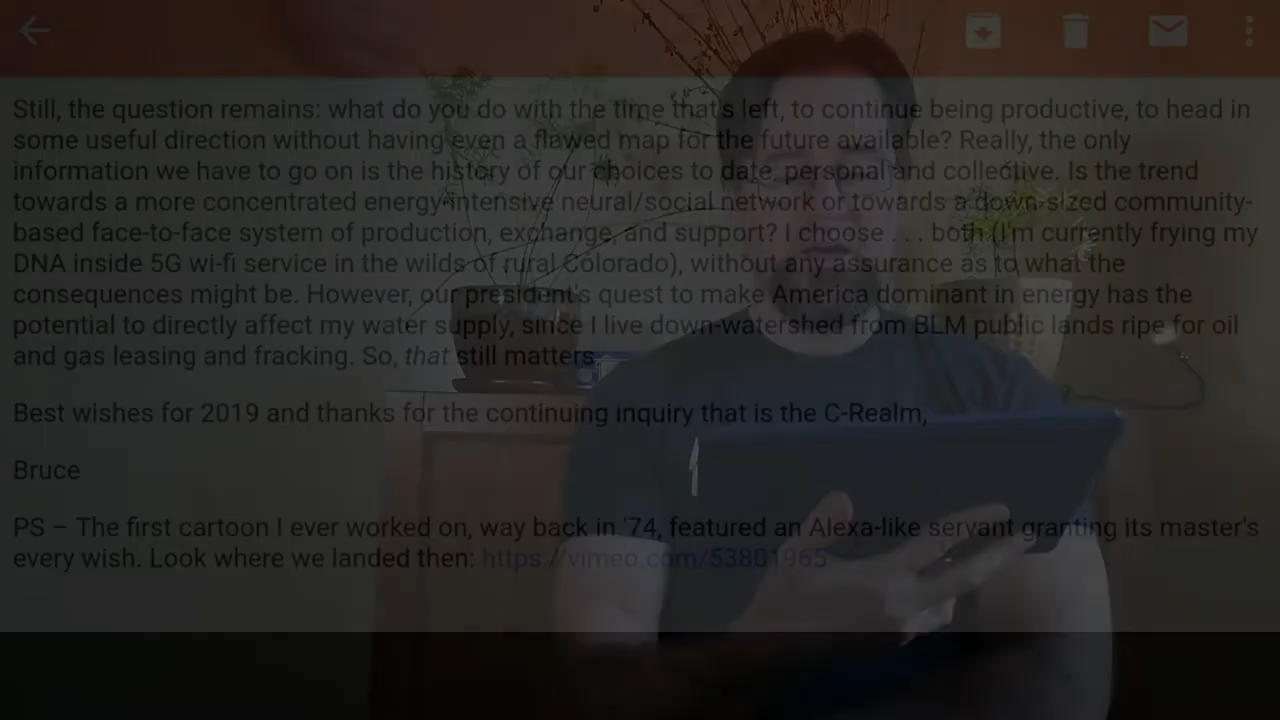 Still, the question remains: what do you do with the time that's left, to continue being productive, to head in
some useful direction without having even a flawed map for the future available? Really, the only
information we have to go on is the history of our choices to date, personal and collective. Is the trend
towards a more concentrated energy-intensive neural/social network or towards a down-sized community-
based face-to-face system of production, exchange, and support? I choose . . . both (I'm currently frying my
DNA inside 5G wi-fi service in the wilds of rural Colorado), without any assurance as to what the
consequences might be. However, our president's quest to make America dominant in energy has the
potential to directly affect my water supply, since I live down-watershed from BLM public lands ripe for oil
and gas leasing and fracking. So, that still matters.
Best wishes for 2019 and thanks for the continuing inquiry that is the C-Realm,
Bruce
PS – The first cartoon I ever worked on, way back in '74, featured an Alexa-like servant granting its master's
every wish. Look where we landed then: https://vimeo.com/53801965